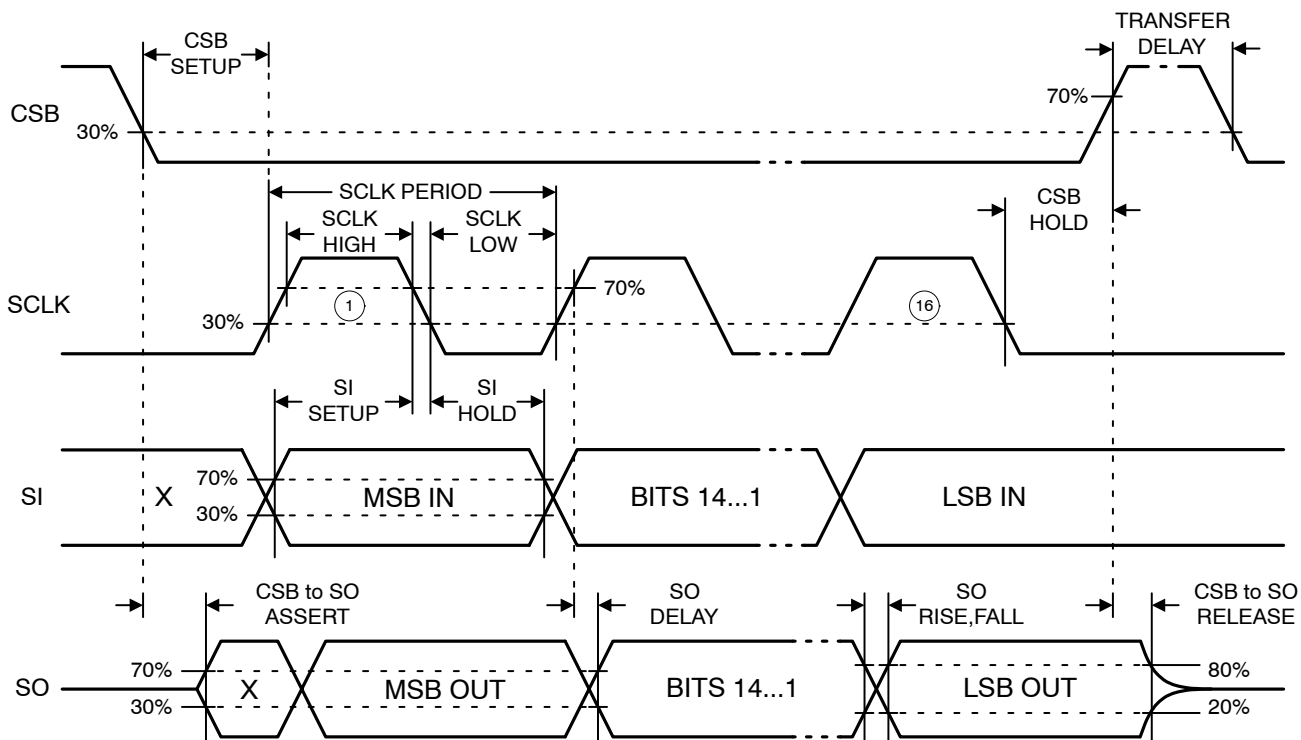 CSB
SETUP
TRANSFER
DELAY
CSB
30%
70%
SCLK PERIOD
SCLK
HIGH
SCLK
LOW
CSB
HOLD
SCLK
30%
1
70%
16
SI
SETUP
SI
HOLD
SI
X
70%
30%
MSB IN
BITS 14...1
LSB IN
CSB to SO
ASSERT
SO
DELAY
SO
RISE,FALL
CSB to SO
RELEASE
SO
70%
30%
X
MSB OUT
BITS 14...1
LSB OUT
80%
20%